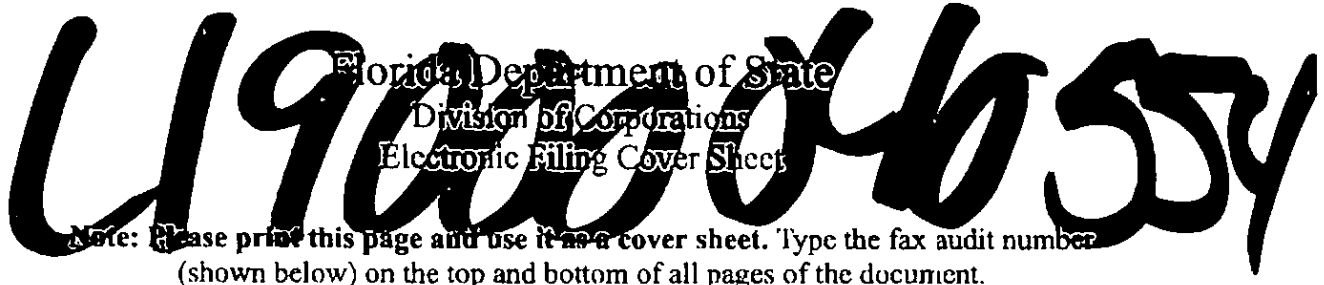 L19000046554
Florida Department of State
Division of Corporations
Electronic Filing Cover Sheet
Note: Please print this page and use it as a cover sheet. Type the fax audit number
(shown below) on the top and bottom of all pages of the document.